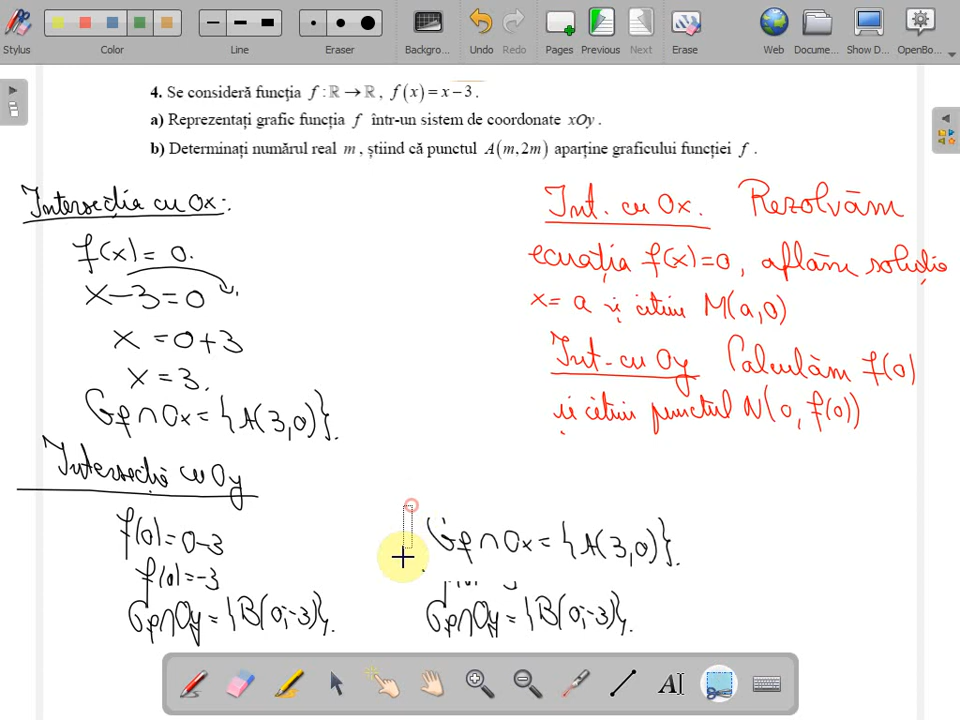 Stylus
Color
Line
Eraser
Backgro...
Undo
Redo
Pages
Previous
Next
Erase
Web
Docume...
Show D...
OpenBo...
4. Se consideră funcția f : ℝ → ℝ, f(x) = x − 3.
a) Reprezentați grafic funcția f într-un sistem de coordonate xOy.
b) Determinați numărul real m, știind că punctul A(m, 2m) aparține graficului funcției f.
Intersecția cu Ox:
f(x) = 0.
x − 3 = 0
x = 0 + 3
x = 3.
Gf ∩ Ox = {A(3,0)}.
Intersecție cu Oy
f(0) = 0 − 3
f(0) = −3
Gf ∩ Oy = {B(0; −3)}.
Int. cu Ox. Rezolvăm
ecuația f(x)=0, aflăm soluția
x = a și citim M(a,0)
Int. cu Oy Calculăm f(0)
și citim punctul N(0, f(0))
Gf ∩ Ox = {A(3,0)}.
Gf ∩ Oy = {B(0; −3)}.